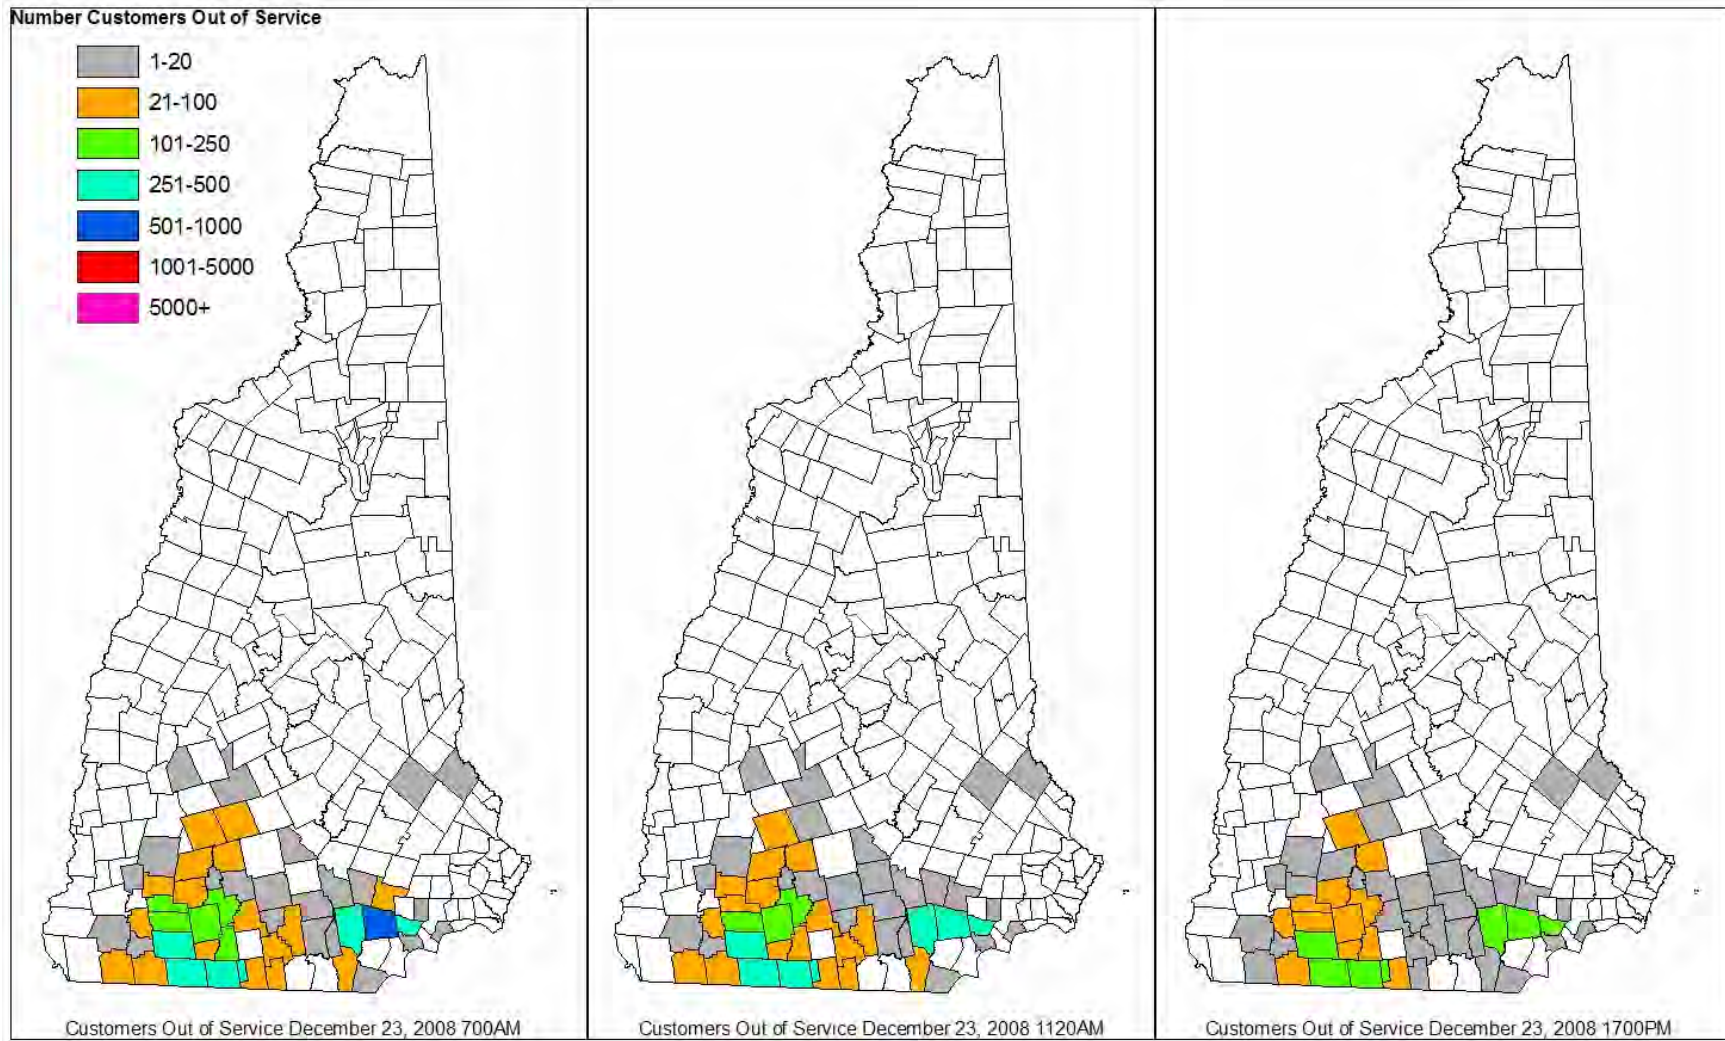 Number Customers Out of Service
1-20
21-100
101-250
251-500
501-1000
1001-5000
5000+
Customers Out of Service December 23, 2008 700AM
Customers Out of Service December 23, 2008 1120AM
Customers Out of Service December 23, 2008 1700PM